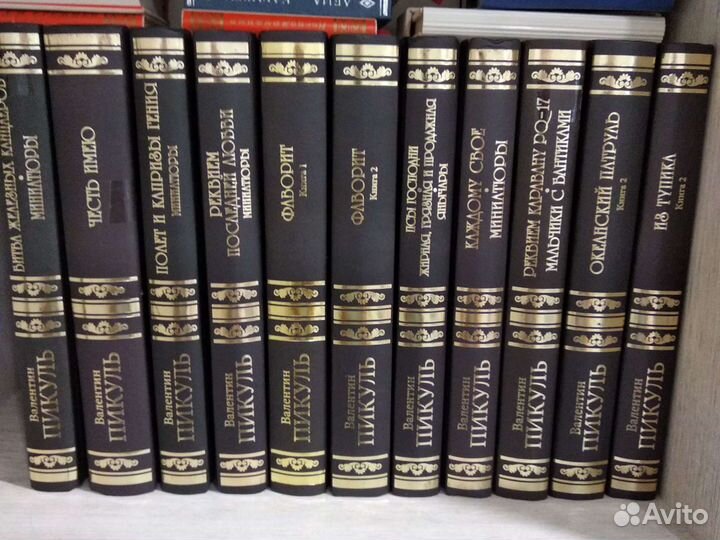 БИТВА ЖЕЛЕЗНЫХ КАНЦЛЕРОВ
МИНИАТЮРЫ
Валентин
ПИКУЛЬ
ЧЕСТЬ ИМЕЮ
Валентин
ПИКУЛЬ
ПОЛЕТ И КАПРИЗЫ ГЕНИЯ
МИНИАТЮРЫ
Валентин
ПИКУЛЬ
РЕКВИЕМ
ПОСЛЕДНЕЙ ЛЮБВИ
МИНИАТЮРЫ
Валентин
ПИКУЛЬ
ФАВОРИТ
Книга 1
Валентин
ПИКУЛЬ
ФАВОРИТ
Книга 2
Валентин
ПИКУЛЬ
ПСЫ ГОСПОДНИ
ЖИРНАЯ, ГРЯЗНАЯ И ПРОДАЖНАЯ
ЯНЫЧАРЫ
Валентин
ПИКУЛЬ
КАЖДОМУ СВОЕ
МИНИАТЮРЫ
Валентин
ПИКУЛЬ
РЕКВИЕМ КАРАВАНУ PQ-17
МАЛЬЧИКИ С БАНТИКАМИ
Валентин
ПИКУЛЬ
ОКЕАНСКИЙ ПАТРУЛЬ
Книга 2
Валентин
ПИКУЛЬ
ИЗ ТУПИКА
Книга 2
Валентин
ПИКУЛЬ
Avito